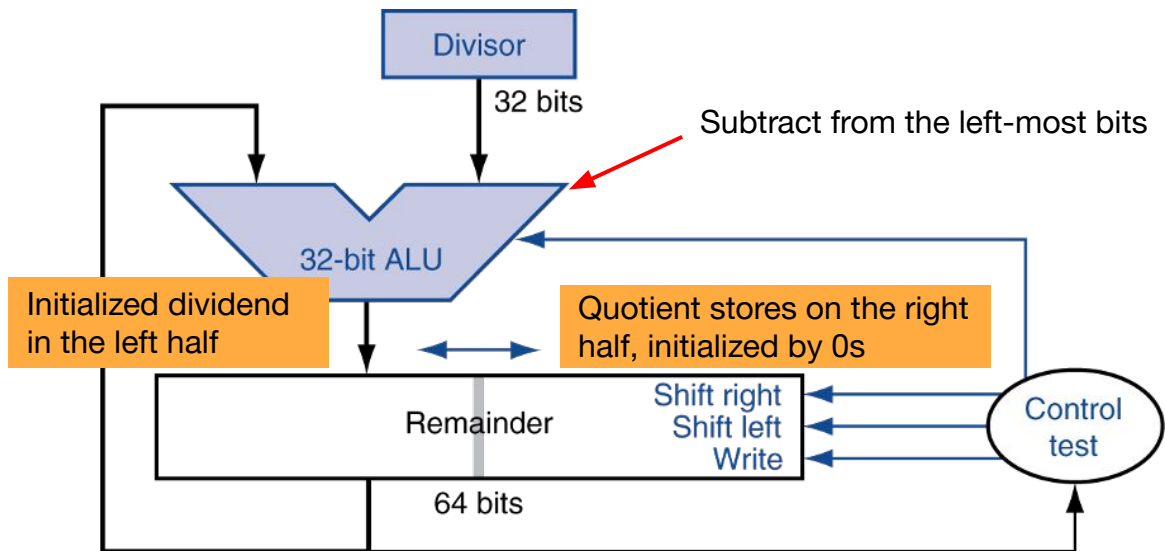 Divisor
32 bits
Subtract from the left-most bits
32-bit ALU
Initialized dividend
in the left half
Quotient stores on the right
half, initialized by 0s
Remainder
Shift right
Shift left
Write
Control
test
64 bits